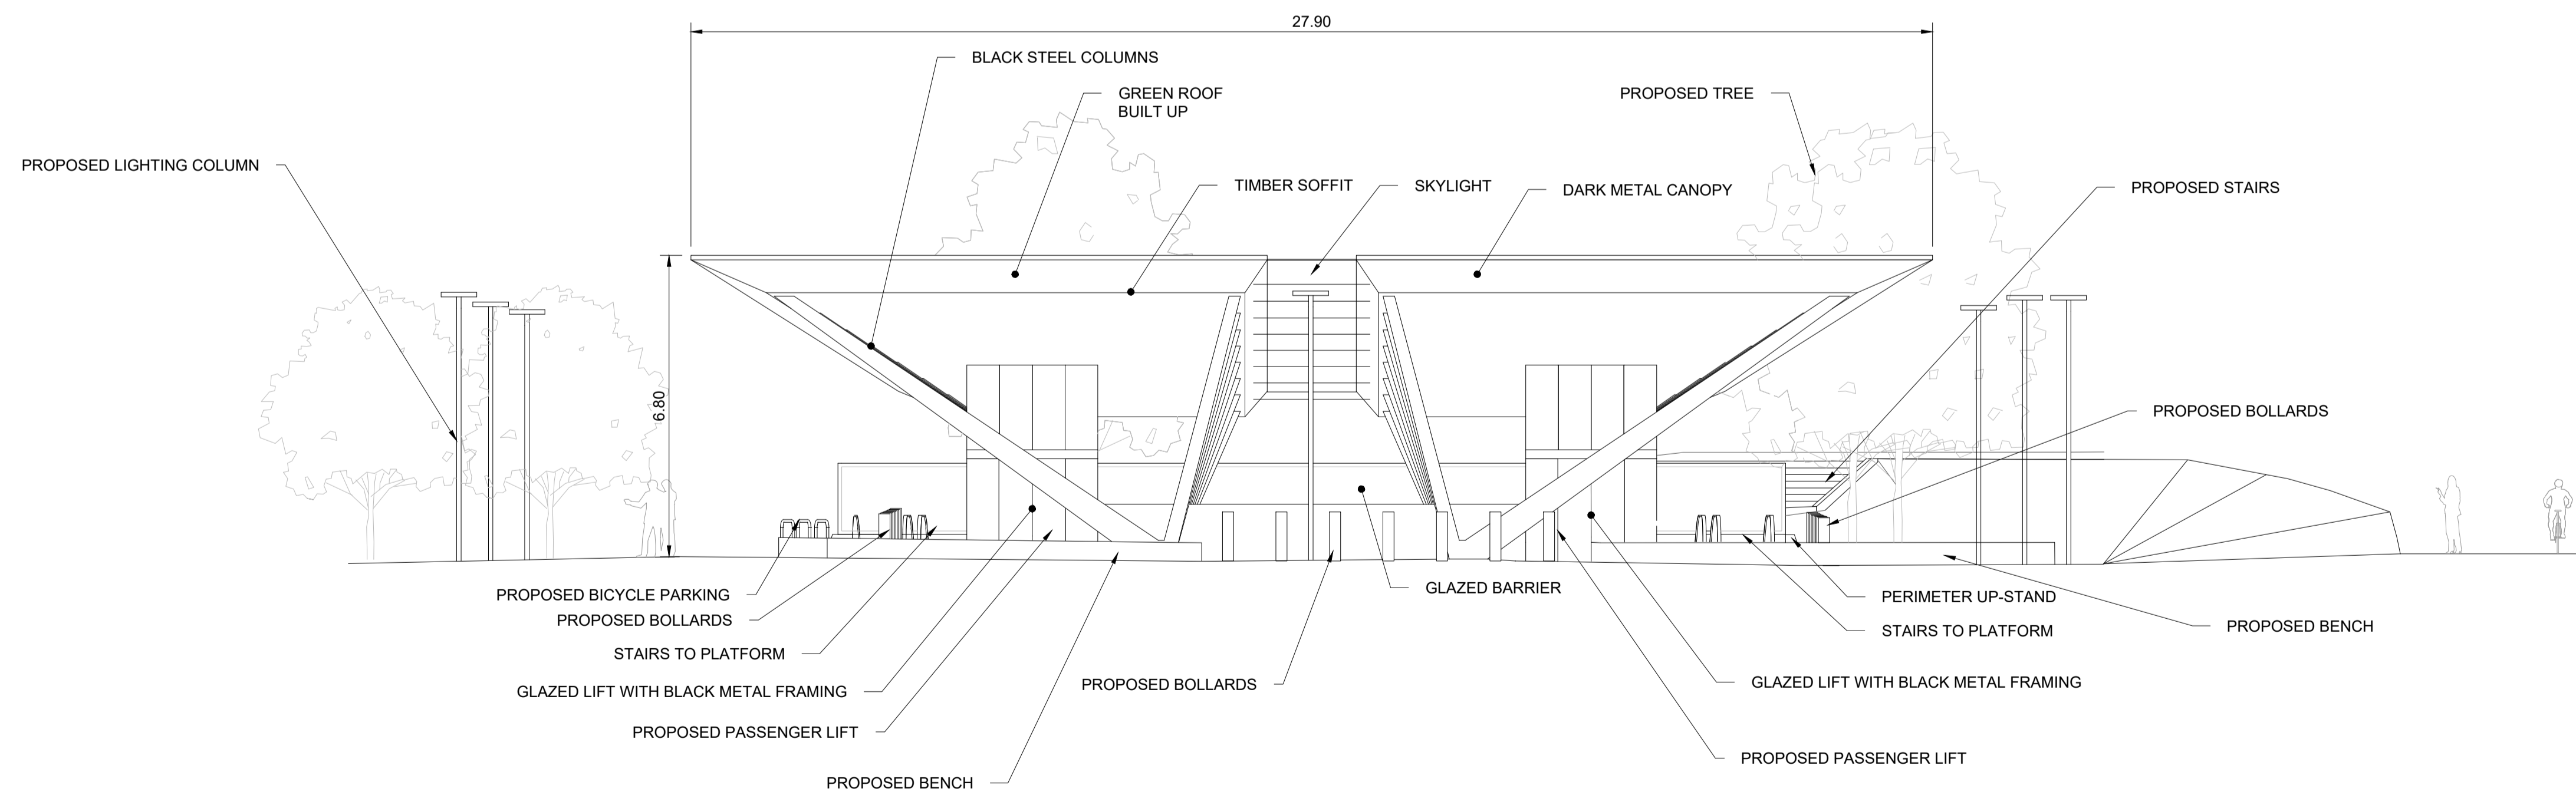 27.90
BLACK STEEL COLUMNS
GREEN ROOF
BUILT UP
PROPOSED TREE
PROPOSED LIGHTING COLUMN
TIMBER SOFFIT
SKYLIGHT
DARK METAL CANOPY
PROPOSED STAIRS
6.80
PROPOSED BOLLARDS
PROPOSED BICYCLE PARKING
PROPOSED BOLLARDS
STAIRS TO PLATFORM
GLAZED LIFT WITH BLACK METAL FRAMING
PROPOSED PASSENGER LIFT
PROPOSED BENCH
GLAZED BARRIER
PROPOSED BOLLARDS
PERIMETER UP-STAND
STAIRS TO PLATFORM
PROPOSED BENCH
GLAZED LIFT WITH BLACK METAL FRAMING
PROPOSED PASSENGER LIFT